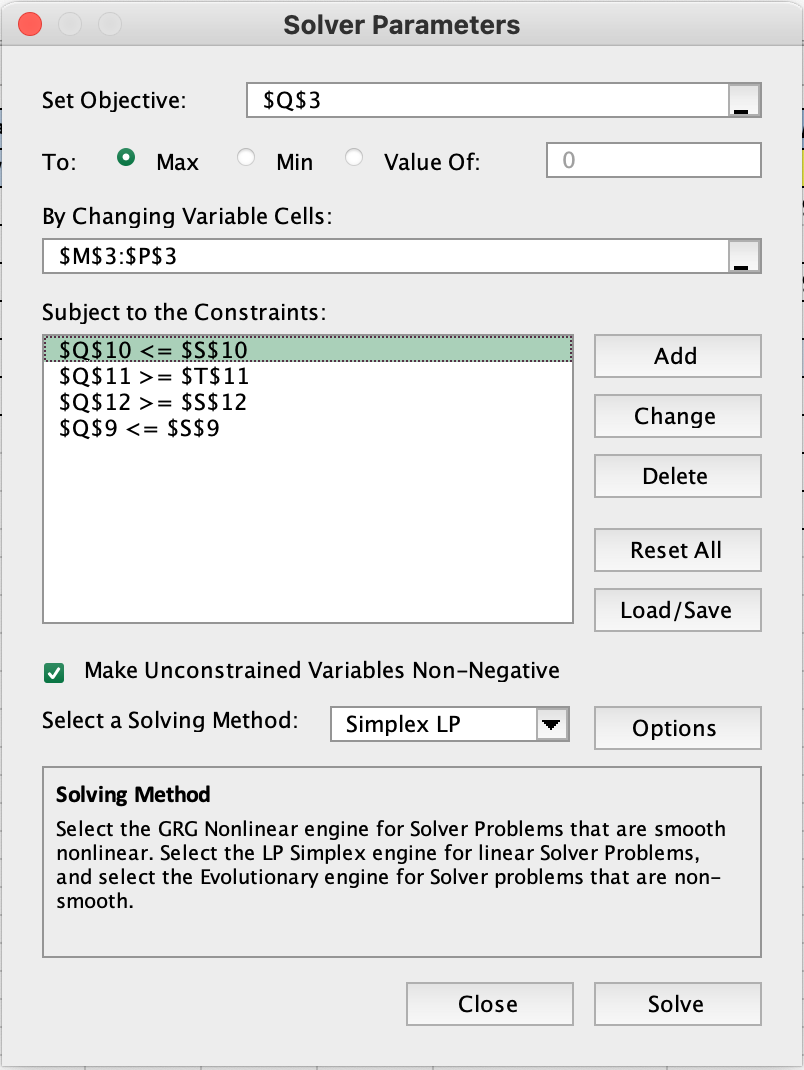 Solver Parameters
Set Objective: $Q$3
To: Max Min Value Of: 0
By Changing Variable Cells:
$M$3:$P$3
Subject to the Constraints:
$Q$10 <= $S$10
$Q$11 >= $T$11
$Q$12 >= $S$12
$Q$9 <= $S$9
Add
Change
Delete
Reset All
Load/Save
Make Unconstrained Variables Non-Negative
Select a Solving Method: Simplex LP Options
Solving Method
Select the GRG Nonlinear engine for Solver Problems that are smooth
nonlinear. Select the LP Simplex engine for linear Solver Problems,
and select the Evolutionary engine for Solver problems that are non-
smooth.
Close Solve